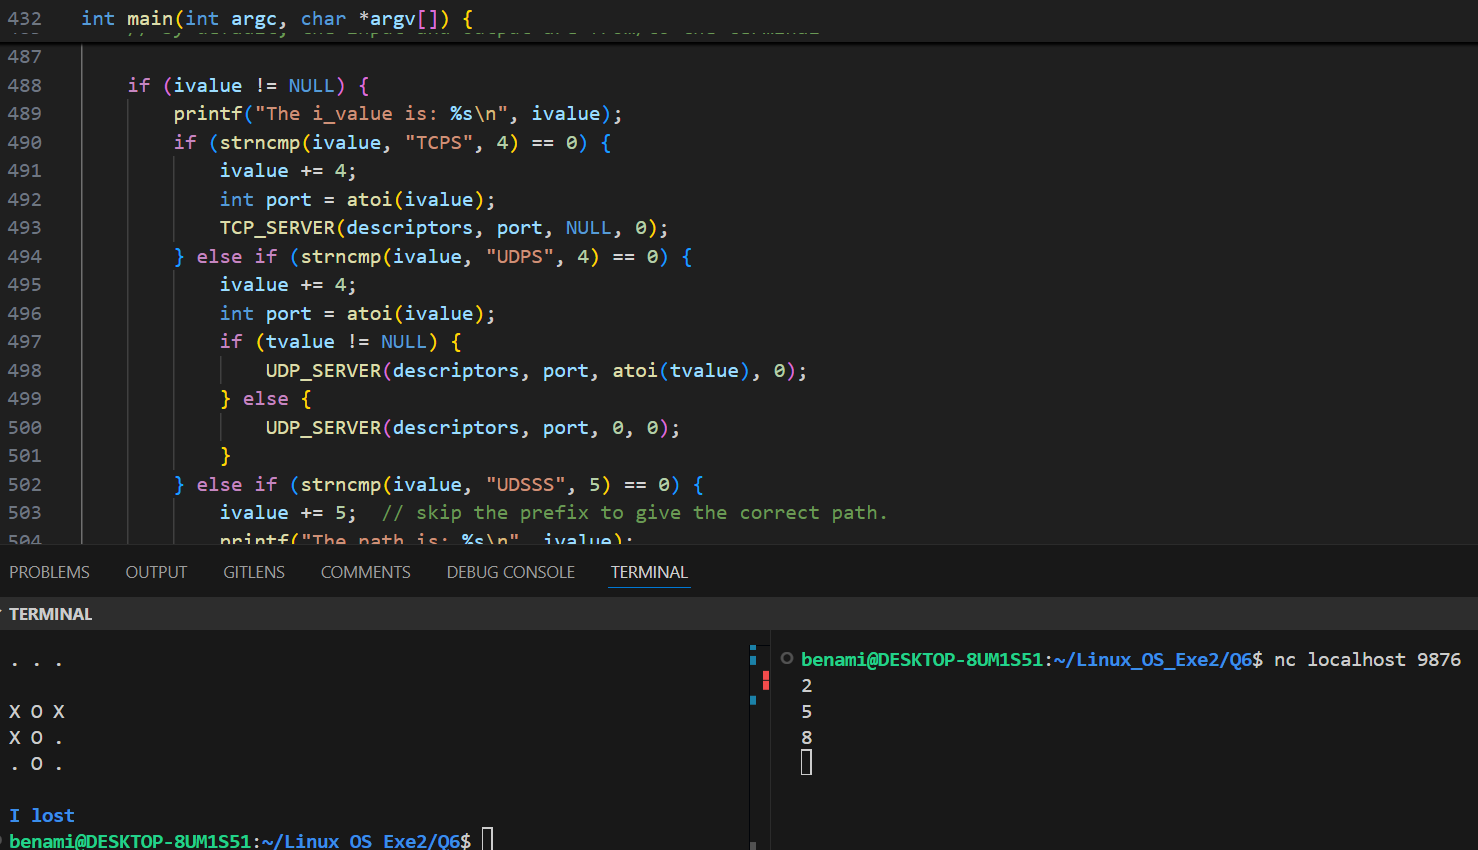 432 int main(int argc, char *argv[]) {
487
488 if (ivalue != NULL) {
489 printf("The i_value is: %s\n", ivalue);
490 if (strncmp(ivalue, "TCPS", 4) == 0) {
491 ivalue += 4;
492 int port = atoi(ivalue);
493 TCP_SERVER(descriptors, port, NULL, 0);
494 } else if (strncmp(ivalue, "UDPS", 4) == 0) {
495 ivalue += 4;
496 int port = atoi(ivalue);
497 if (tvalue != NULL) {
498 UDP_SERVER(descriptors, port, atoi(tvalue), 0);
499 } else {
500 UDP_SERVER(descriptors, port, 0, 0);
501 }
502 } else if (strncmp(ivalue, "UDSSS", 5) == 0) {
503 ivalue += 5; // skip the prefix to give the correct path.
504 printf("The path is: %s\n", ivalue);
PROBLEMS OUTPUT GITLENS COMMENTS DEBUG CONSOLE TERMINAL
TERMINAL
. . .
X O X
X O .
. O .
I lost
benami@DESKTOP-8UM1S51:~/Linux_OS_Exe2/Q6$
benami@DESKTOP-8UM1S51:~/Linux_OS_Exe2/Q6$ nc localhost 9876
2
5
8